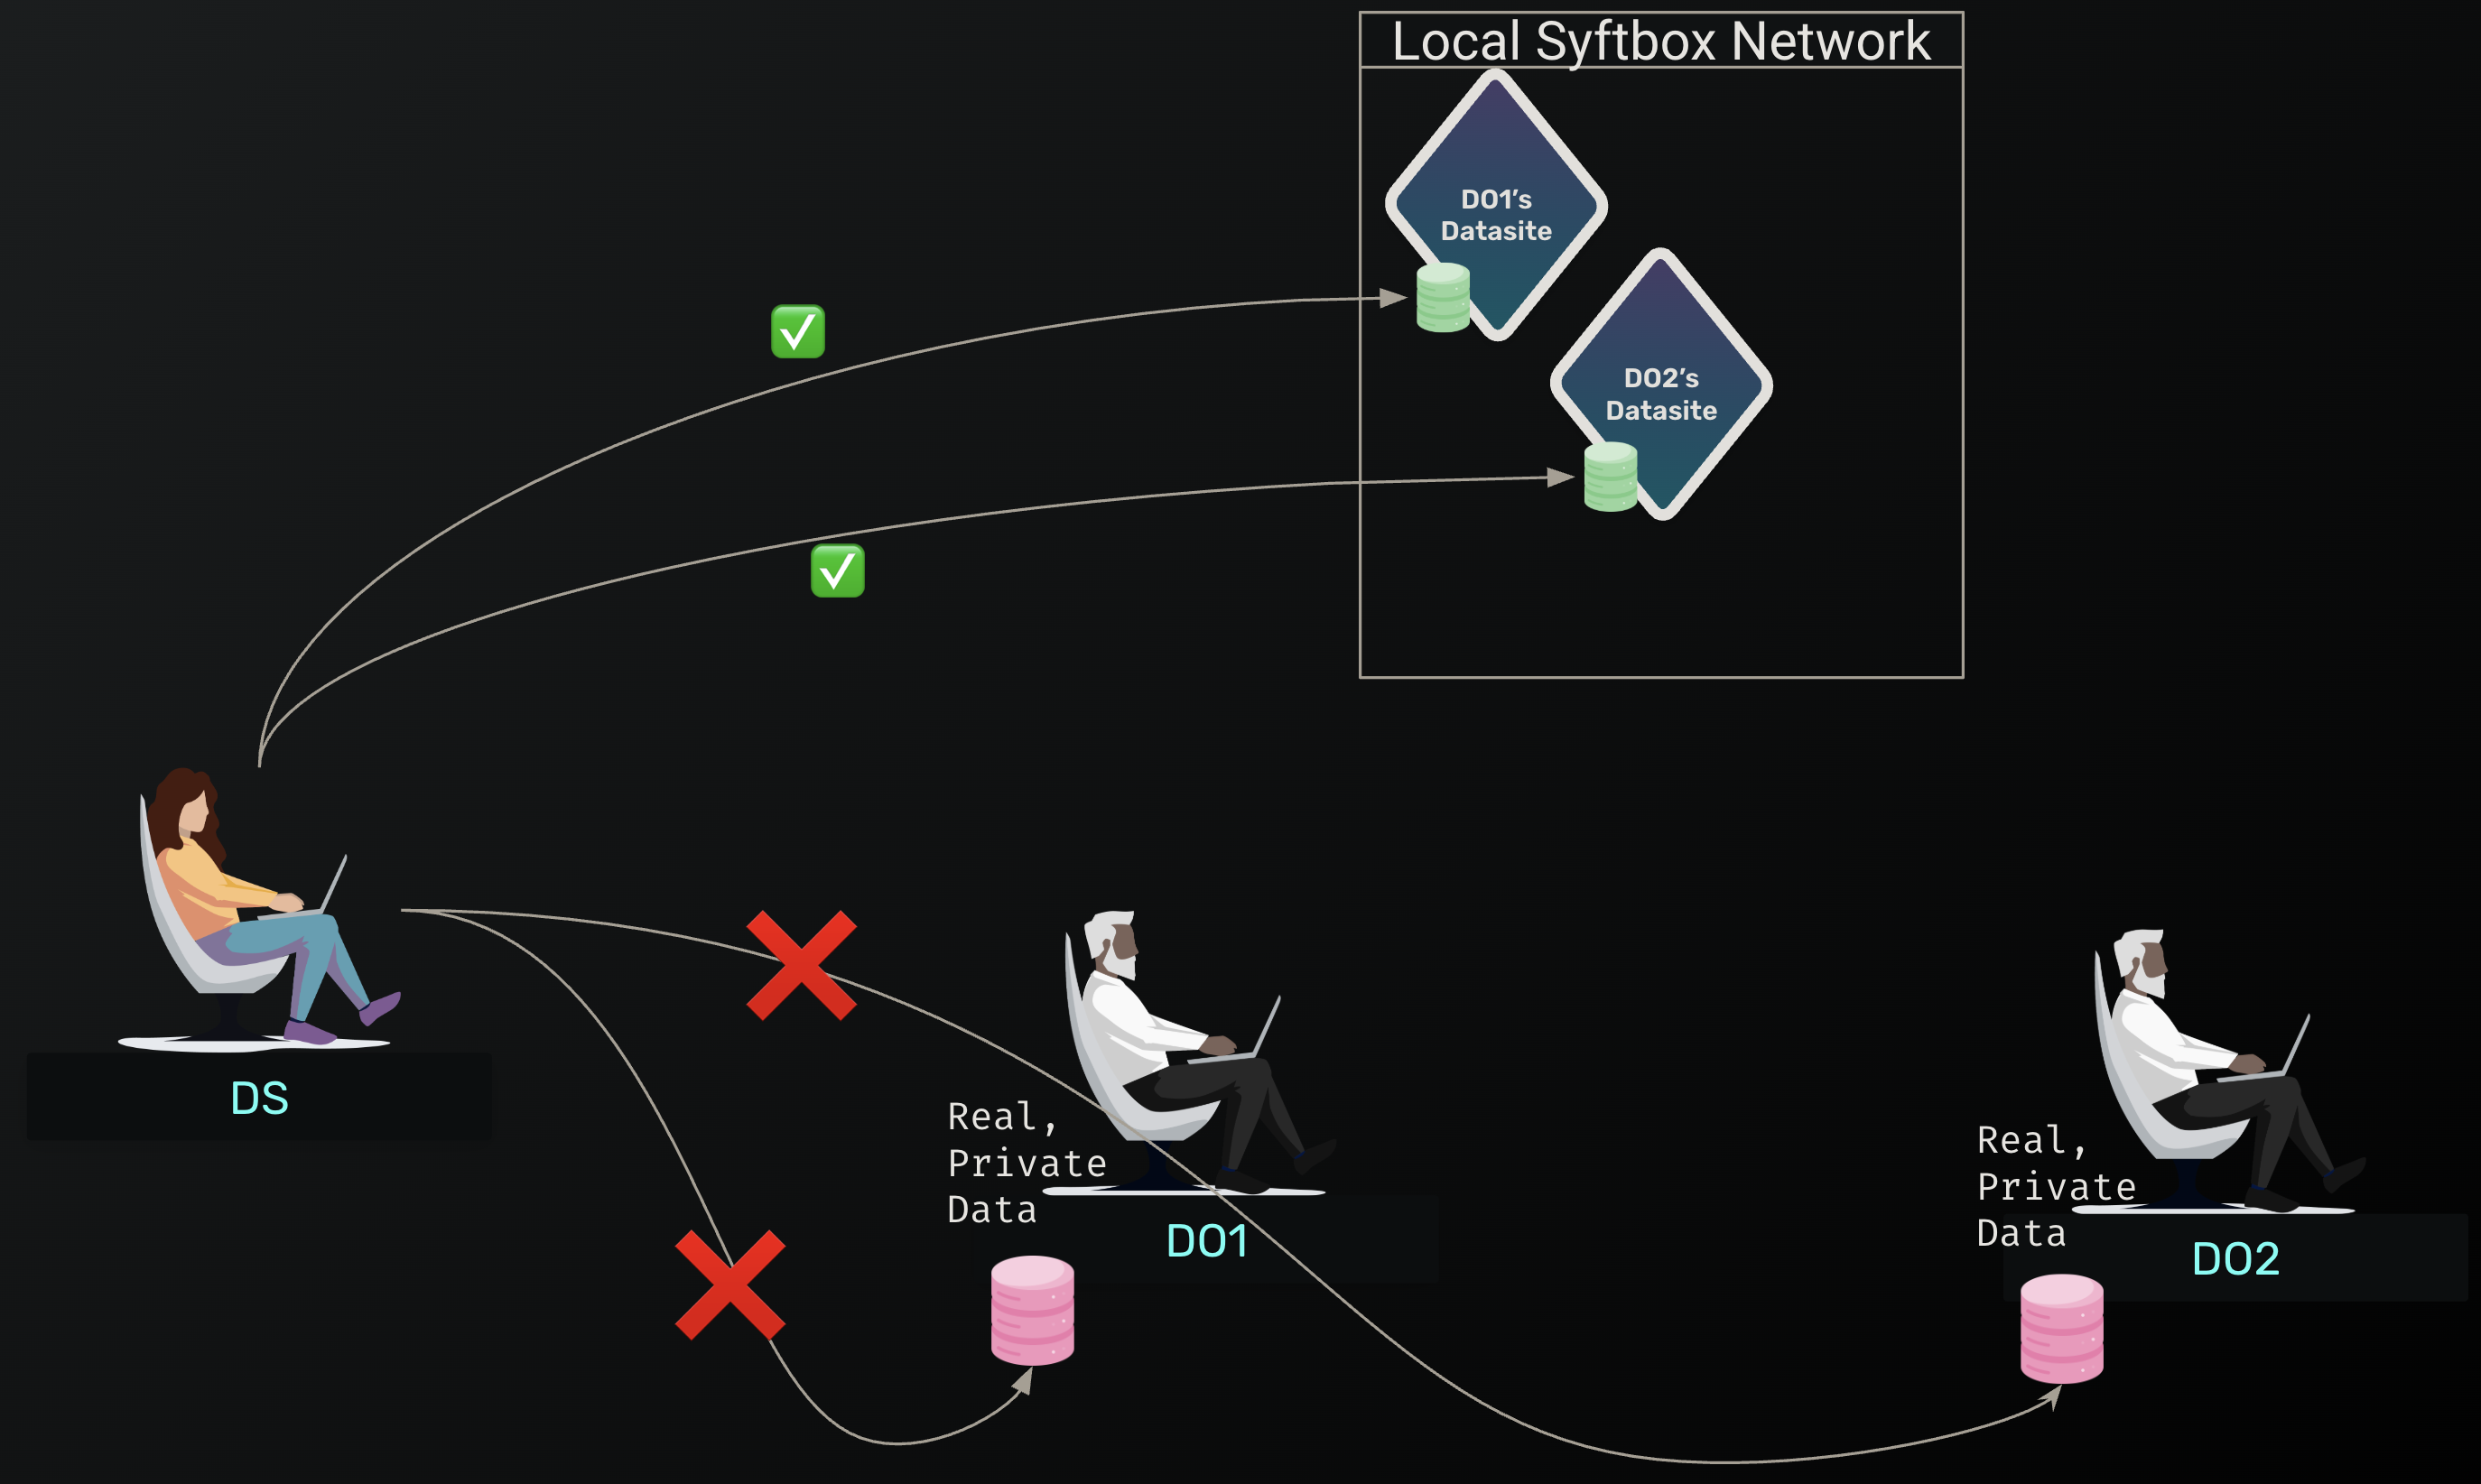 Local Syftbox Network
DO1's
Datasite
DO2's
Datasite
DS
Real,
Private
Data
DO1
Real,
Private
Data
DO2